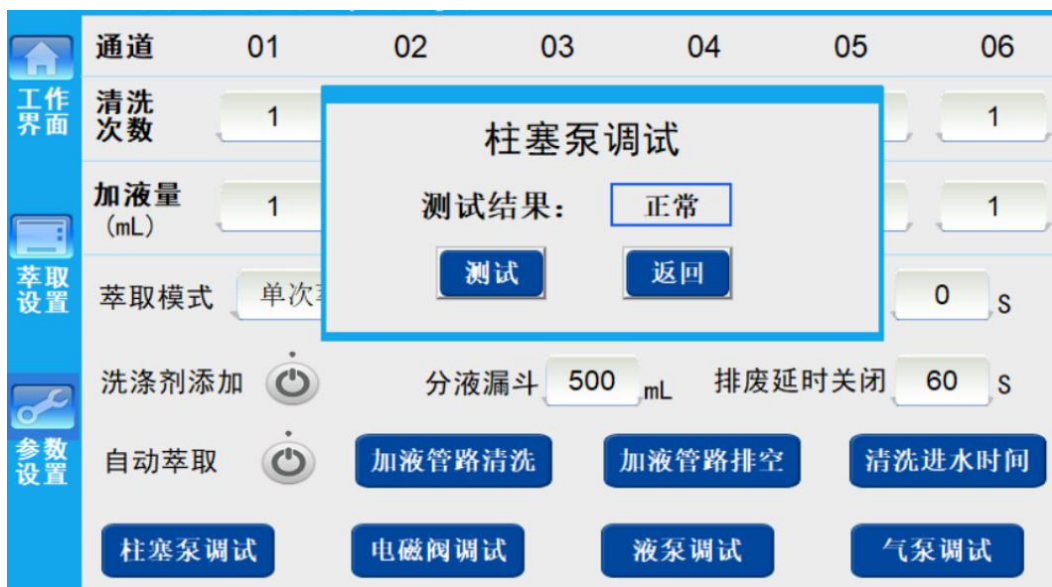 通道 01 02 03 04 05 06
工作
界面
清洗
次数 1 1
柱塞泵调试
加液量
(mL) 1 1
测试结果： 正常
测试 返回
萃取
设置
萃取模式 单次 0 S
洗涤剂添加 分液漏斗 500 mL 排废延时关闭 60 S
参数
设置
自动萃取 加液管路清洗 加液管路排空 清洗进水时间
柱塞泵调试 电磁阀调试 液泵调试 气泵调试